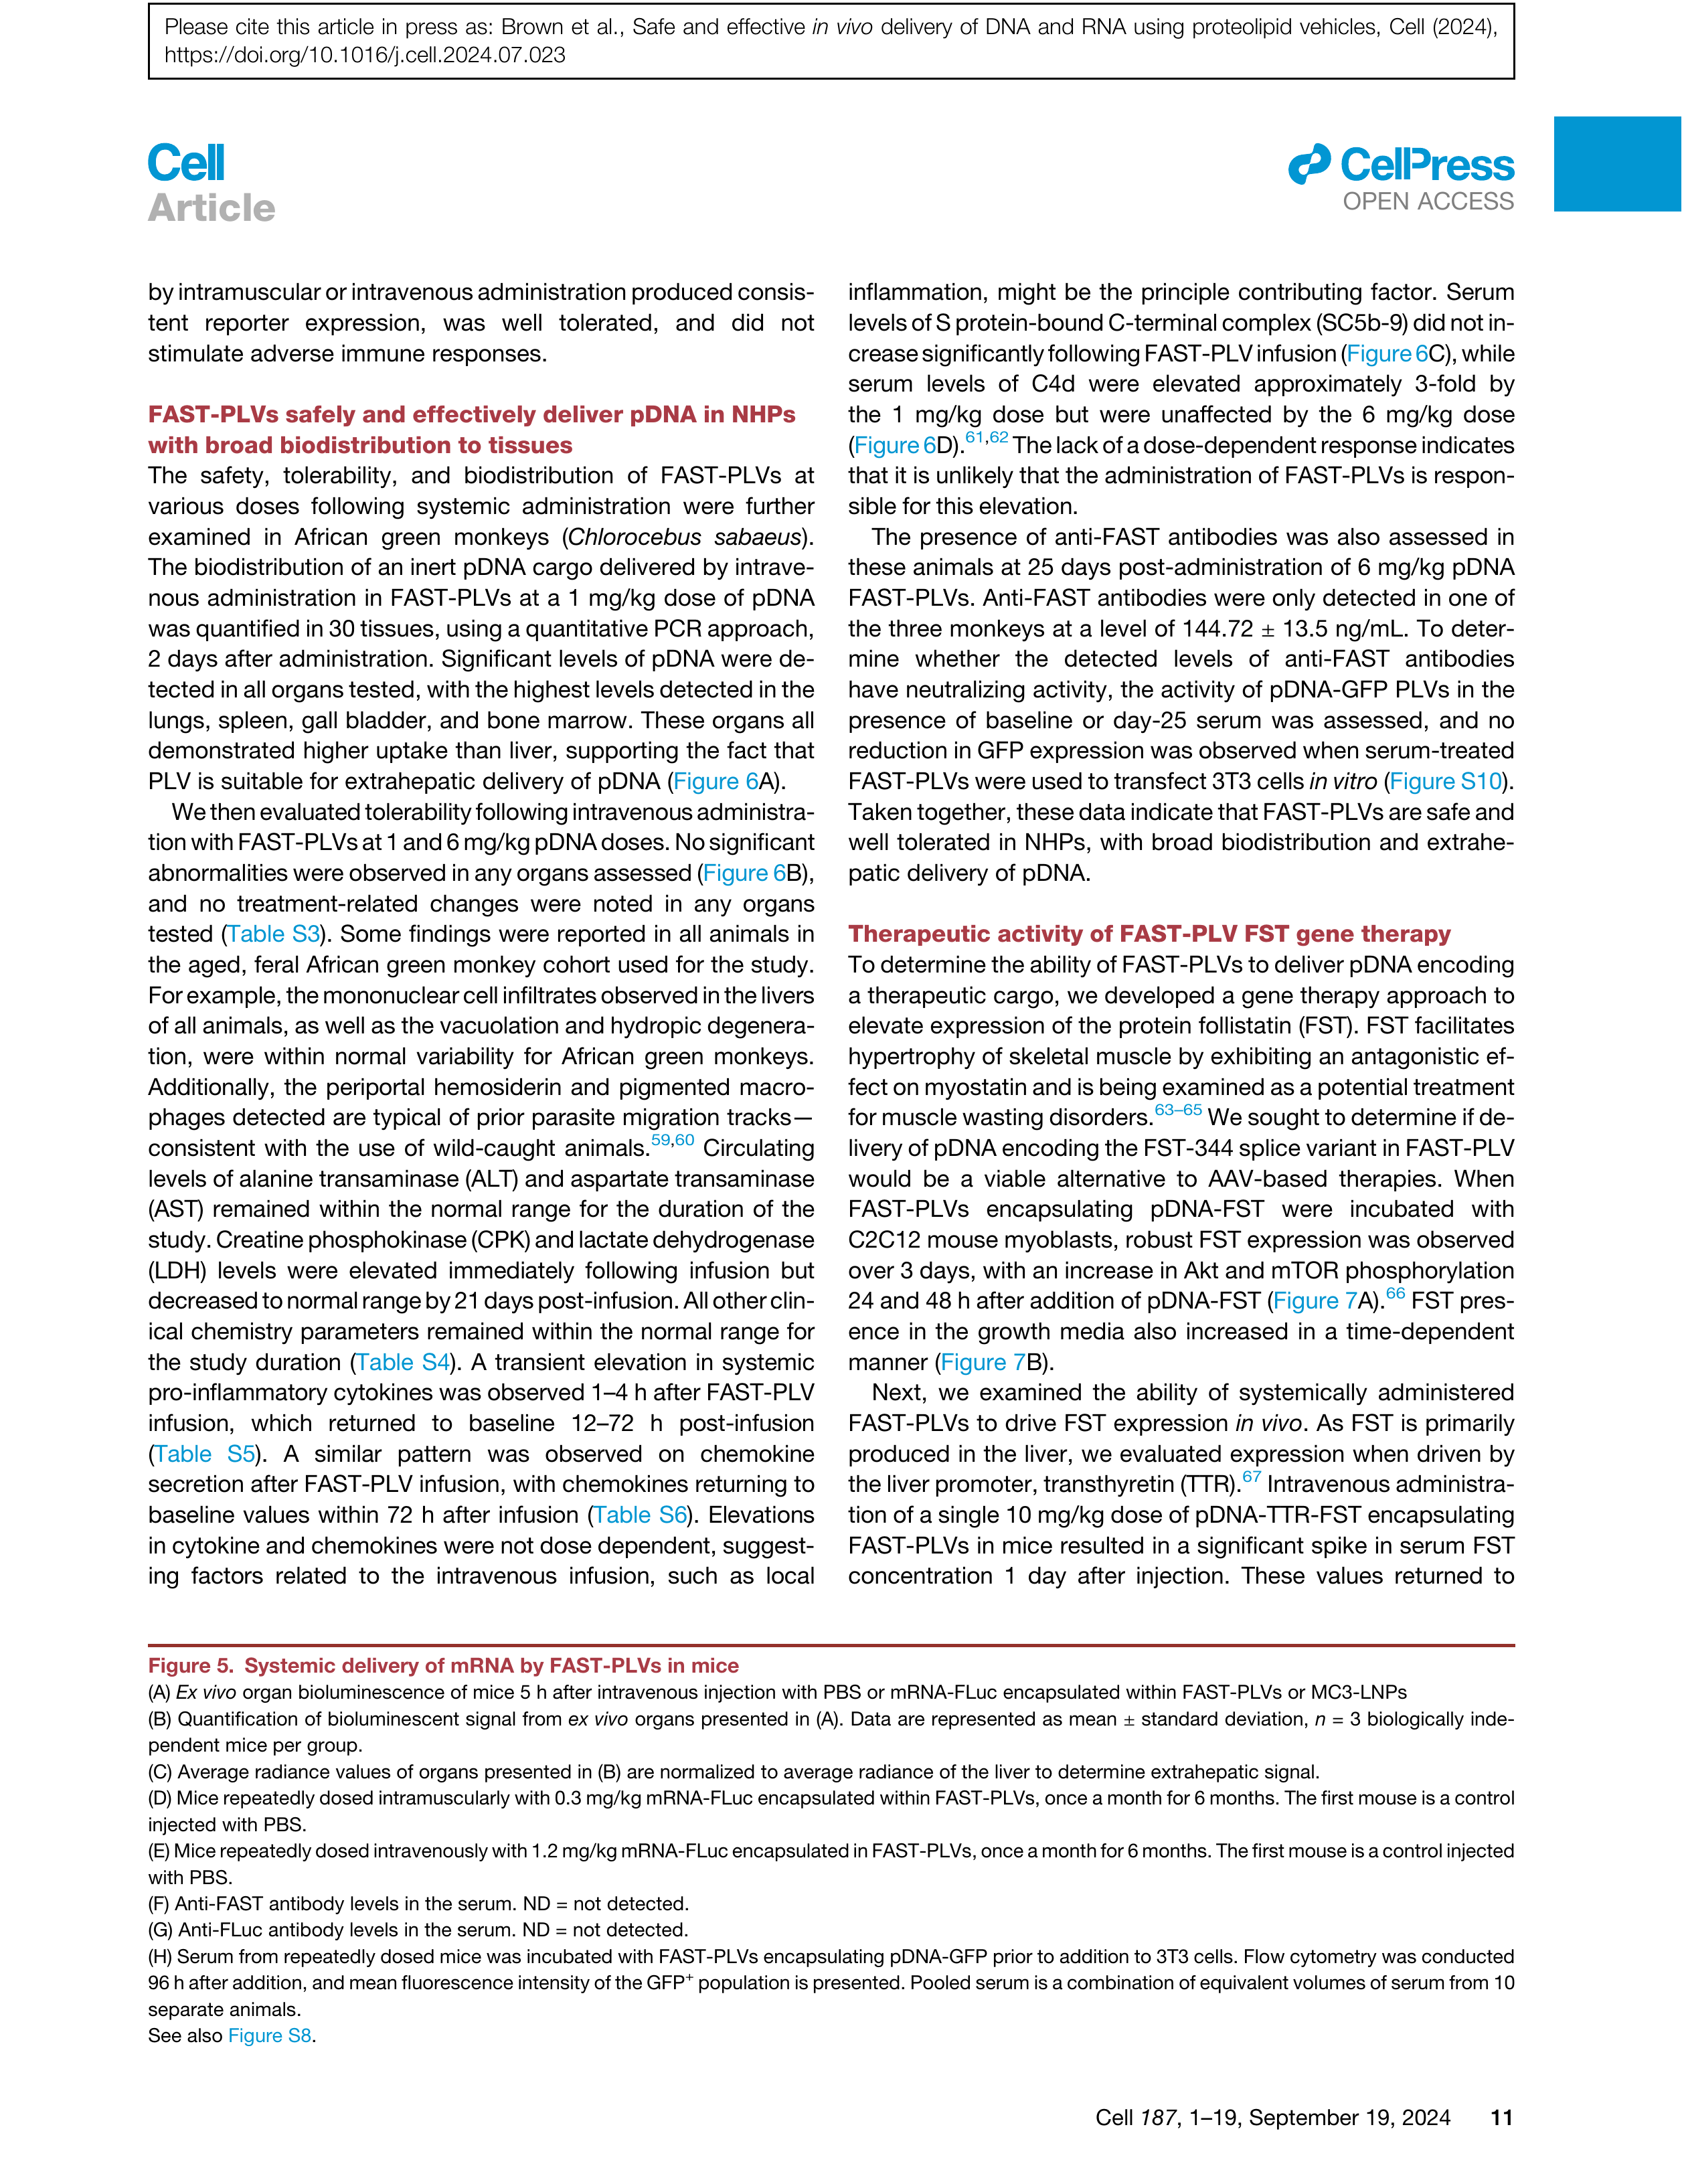 Please cite this article in press as: Brown et al., Safe and effective in vivo delivery of DNA and RNA using proteolipid vehicles, Cell (2024),
https://doi.org/10.1016/j.cell.2024.07.023
Cell
Article
CellPress
OPEN ACCESS
by intramuscular or intravenous administration produced consis-
tent reporter expression, was well tolerated, and did not
stimulate adverse immune responses.
FAST-PLVs safely and effectively deliver pDNA in NHPs
with broad biodistribution to tissues
The safety, tolerability, and biodistribution of FAST-PLVs at
various doses following systemic administration were further
examined in African green monkeys (Chlorocebus sabaeus).
The biodistribution of an inert pDNA cargo delivered by intrave-
nous administration in FAST-PLVs at a 1 mg/kg dose of pDNA
was quantified in 30 tissues, using a quantitative PCR approach,
2 days after administration. Significant levels of pDNA were de-
tected in all organs tested, with the highest levels detected in the
lungs, spleen, gall bladder, and bone marrow. These organs all
demonstrated higher uptake than liver, supporting the fact that
PLV is suitable for extrahepatic delivery of pDNA (Figure 6A).
We then evaluated tolerability following intravenous administra-
tion with FAST-PLVs at 1 and 6 mg/kg pDNA doses. No significant
abnormalities were observed in any organs assessed (Figure 6B),
and no treatment-related changes were noted in any organs
tested (Table S3). Some findings were reported in all animals in
the aged, feral African green monkey cohort used for the study.
For example, the mononuclear cell infiltrates observed in the livers
of all animals, as well as the vacuolation and hydropic degenera-
tion, were within normal variability for African green monkeys.
Additionally, the periportal hemosiderin and pigmented macro-
phages detected are typical of prior parasite migration tracks—
consistent with the use of wild-caught animals.59,60 Circulating
levels of alanine transaminase (ALT) and aspartate transaminase
(AST) remained within the normal range for the duration of the
study. Creatine phosphokinase (CPK) and lactate dehydrogenase
(LDH) levels were elevated immediately following infusion but
decreased to normal range by 21 days post-infusion. All other clin-
ical chemistry parameters remained within the normal range for
the study duration (Table S4). A transient elevation in systemic
pro-inflammatory cytokines was observed 1–4 h after FAST-PLV
infusion, which returned to baseline 12–72 h post-infusion
(Table S5). A similar pattern was observed on chemokine
secretion after FAST-PLV infusion, with chemokines returning to
baseline values within 72 h after infusion (Table S6). Elevations
in cytokine and chemokines were not dose dependent, suggest-
ing factors related to the intravenous infusion, such as local
inflammation, might be the principle contributing factor. Serum
levels of S protein-bound C-terminal complex (SC5b-9) did not in-
crease significantly following FAST-PLV infusion (Figure 6C), while
serum levels of C4d were elevated approximately 3-fold by
the 1 mg/kg dose but were unaffected by the 6 mg/kg dose
(Figure 6D).61,62 The lack of a dose-dependent response indicates
that it is unlikely that the administration of FAST-PLVs is respon-
sible for this elevation.
The presence of anti-FAST antibodies was also assessed in
these animals at 25 days post-administration of 6 mg/kg pDNA
FAST-PLVs. Anti-FAST antibodies were only detected in one of
the three monkeys at a level of 144.72 ± 13.5 ng/mL. To deter-
mine whether the detected levels of anti-FAST antibodies
have neutralizing activity, the activity of pDNA-GFP PLVs in the
presence of baseline or day-25 serum was assessed, and no
reduction in GFP expression was observed when serum-treated
FAST-PLVs were used to transfect 3T3 cells in vitro (Figure S10).
Taken together, these data indicate that FAST-PLVs are safe and
well tolerated in NHPs, with broad biodistribution and extrahe-
patic delivery of pDNA.
Therapeutic activity of FAST-PLV FST gene therapy
To determine the ability of FAST-PLVs to deliver pDNA encoding
a therapeutic cargo, we developed a gene therapy approach to
elevate expression of the protein follistatin (FST). FST facilitates
hypertrophy of skeletal muscle by exhibiting an antagonistic ef-
fect on myostatin and is being examined as a potential treatment
for muscle wasting disorders.63–65 We sought to determine if de-
livery of pDNA encoding the FST-344 splice variant in FAST-PLV
would be a viable alternative to AAV-based therapies. When
FAST-PLVs encapsulating pDNA-FST were incubated with
C2C12 mouse myoblasts, robust FST expression was observed
over 3 days, with an increase in Akt and mTOR phosphorylation
24 and 48 h after addition of pDNA-FST (Figure 7A).66 FST pres-
ence in the growth media also increased in a time-dependent
manner (Figure 7B).
Next, we examined the ability of systemically administered
FAST-PLVs to drive FST expression in vivo. As FST is primarily
produced in the liver, we evaluated expression when driven by
the liver promoter, transthyretin (TTR).67 Intravenous administra-
tion of a single 10 mg/kg dose of pDNA-TTR-FST encapsulating
FAST-PLVs in mice resulted in a significant spike in serum FST
concentration 1 day after injection. These values returned to
Figure 5. Systemic delivery of mRNA by FAST-PLVs in mice
(A) Ex vivo organ bioluminescence of mice 5 h after intravenous injection with PBS or mRNA-FLuc encapsulated within FAST-PLVs or MC3-LNPs
(B) Quantification of bioluminescent signal from ex vivo organs presented in (A). Data are represented as mean ± standard deviation, n = 3 biologically inde-
pendent mice per group.
(C) Average radiance values of organs presented in (B) are normalized to average radiance of the liver to determine extrahepatic signal.
(D) Mice repeatedly dosed intramuscularly with 0.3 mg/kg mRNA-FLuc encapsulated within FAST-PLVs, once a month for 6 months. The first mouse is a control
injected with PBS.
(E) Mice repeatedly dosed intravenously with 1.2 mg/kg mRNA-FLuc encapsulated in FAST-PLVs, once a month for 6 months. The first mouse is a control injected
with PBS.
(F) Anti-FAST antibody levels in the serum. ND = not detected.
(G) Anti-FLuc antibody levels in the serum. ND = not detected.
(H) Serum from repeatedly dosed mice was incubated with FAST-PLVs encapsulating pDNA-GFP prior to addition to 3T3 cells. Flow cytometry was conducted
96 h after addition, and mean fluorescence intensity of the GFP+ population is presented. Pooled serum is a combination of equivalent volumes of serum from 10
separate animals.
See also Figure S8.
Cell 187, 1–19, September 19, 2024 11